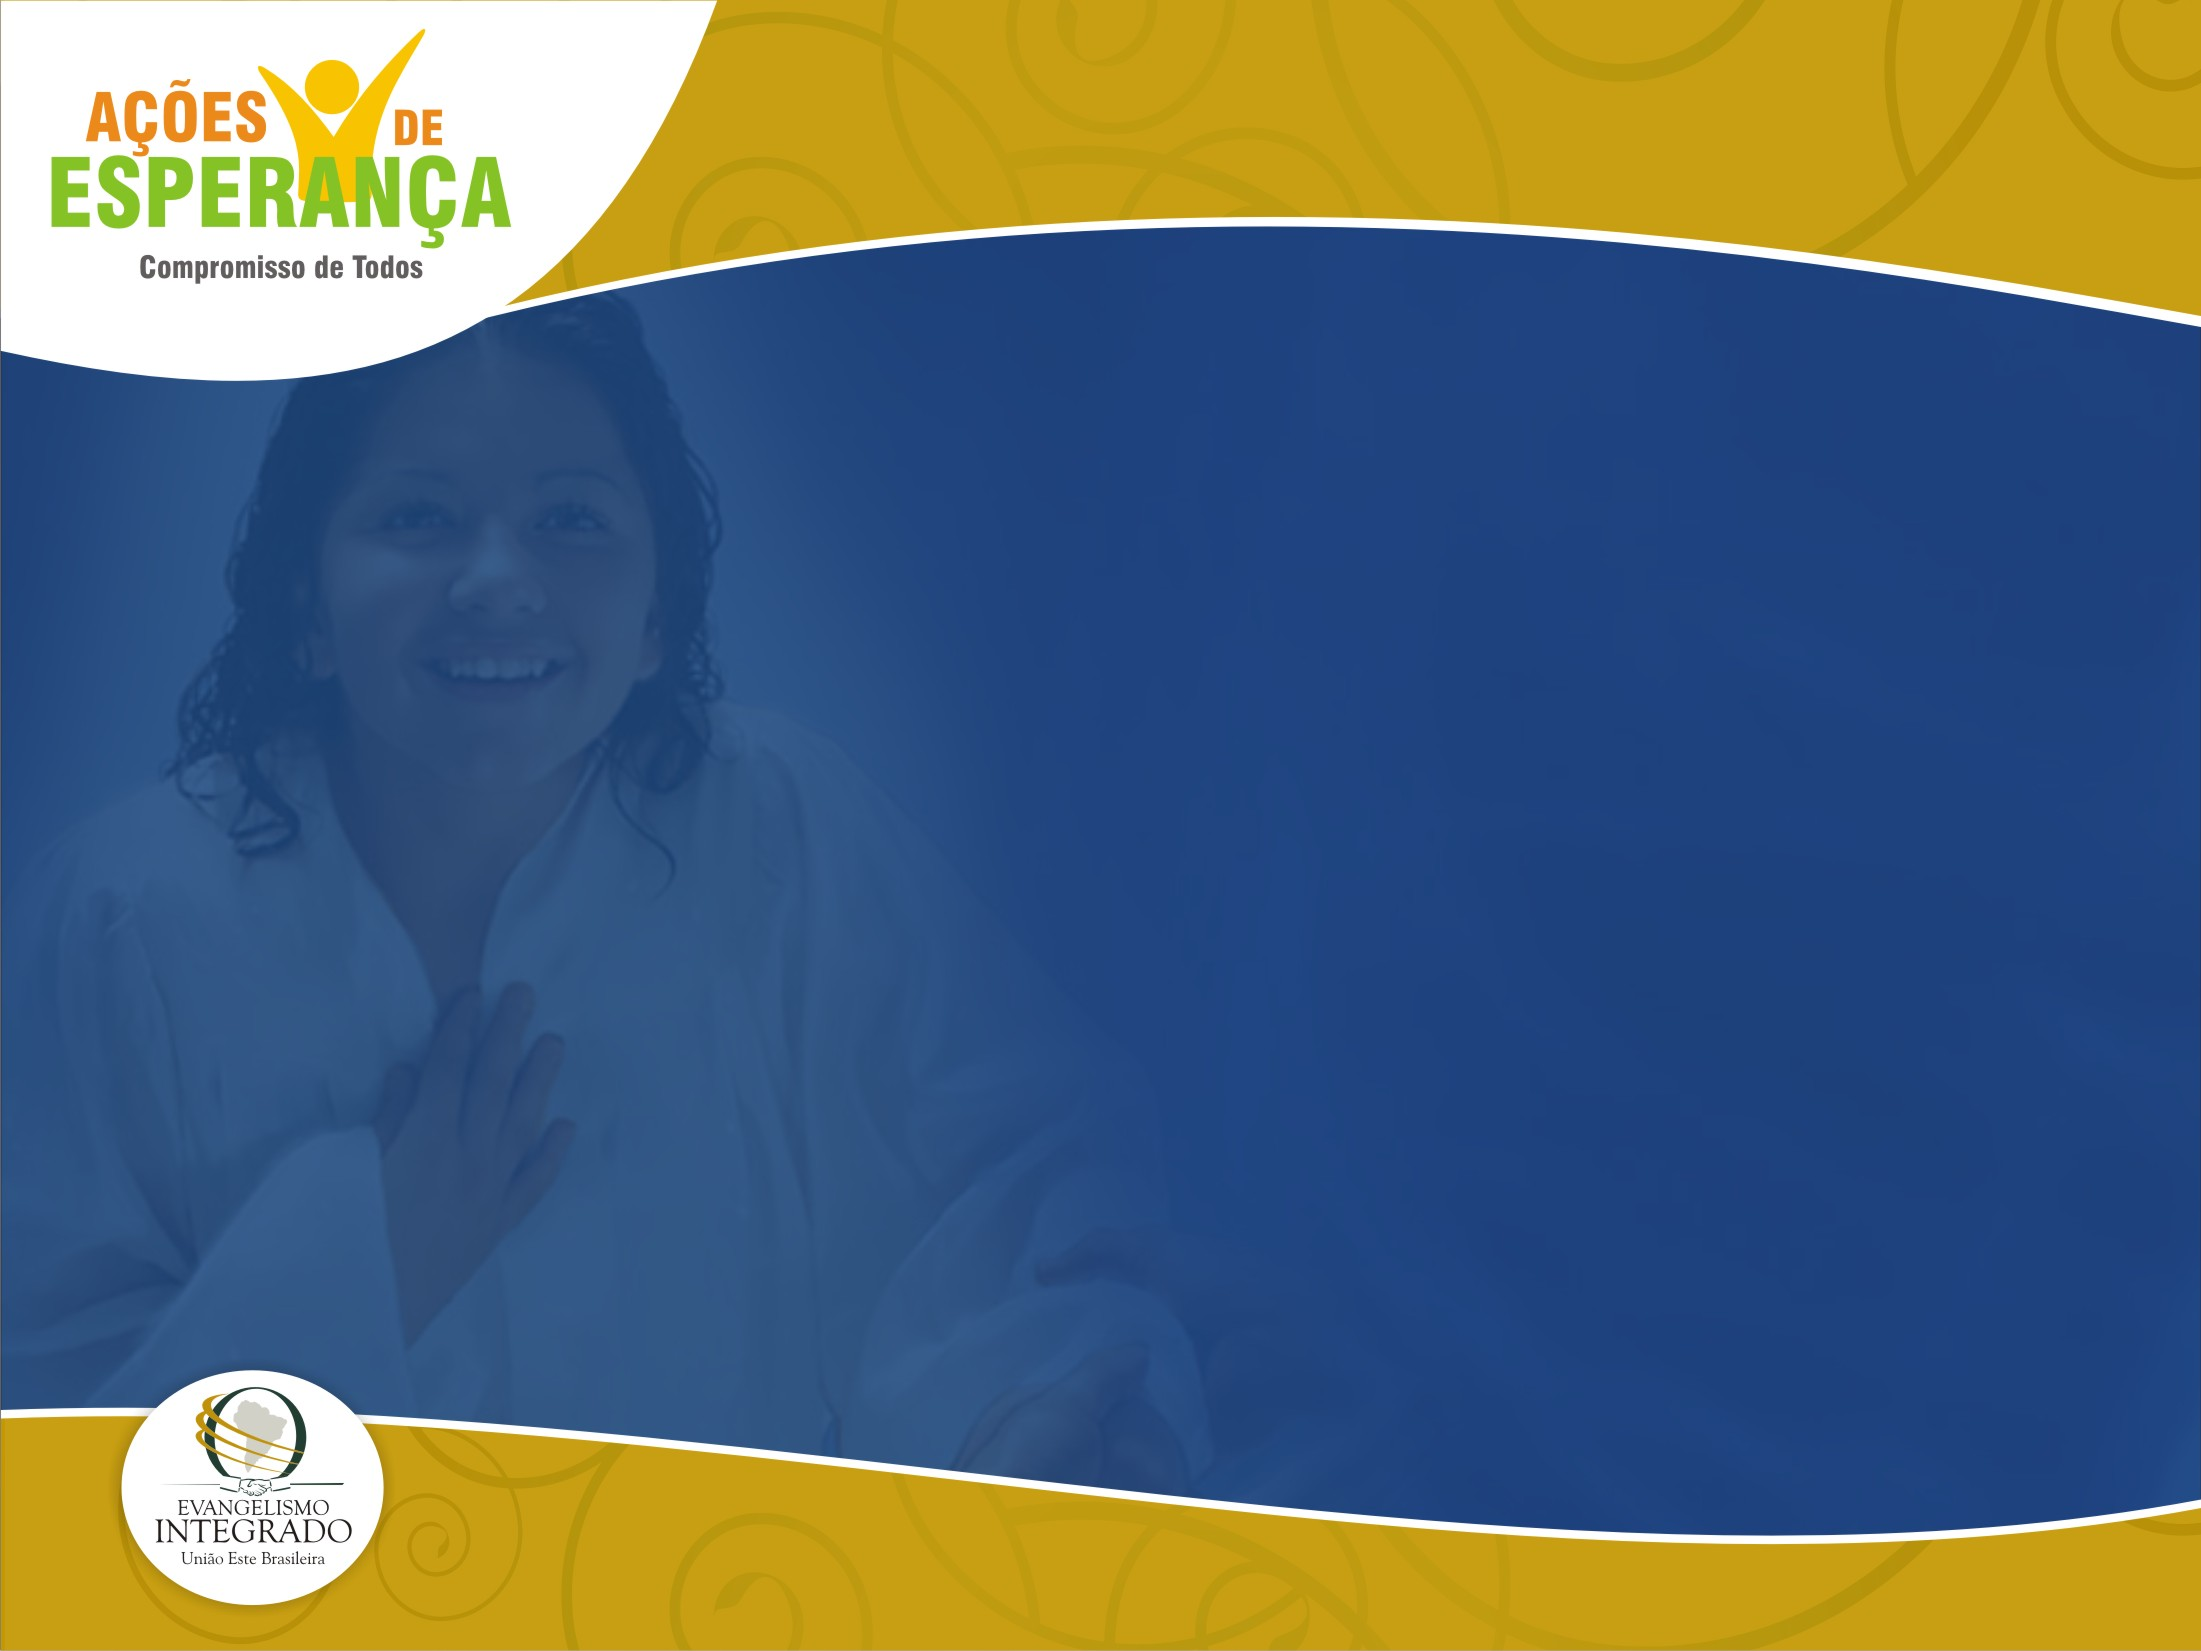 AÇÕES DE
ESPERANÇA
Compromisso de Todos
EVANGELISMO
INTEGRADO
União Este Brasileira